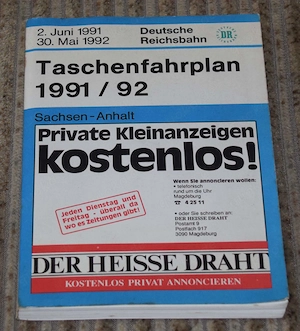 2. Juni 1991 Deutsche
30. Mai 1992 Reichsbahn
DR
Taschenfahrplan
1991 / 92
Sachsen-Anhalt
Private Kleinanzeigen
kostenlos!
Wenn Sie annoncieren wollen:
• telefonisch
rund um die Uhr
Magdeburg
☎ 4 25 11
Jeden Dienstag und
Freitag - überall da
wo es Zeitungen gibt!
• oder Sie schreiben an:
DER HEISSE DRAHT
Postamt 9
Postfach 917
3090 Magdeburg
DER HEISSE DRAHT
KOSTENLOS PRIVAT ANNONCIEREN